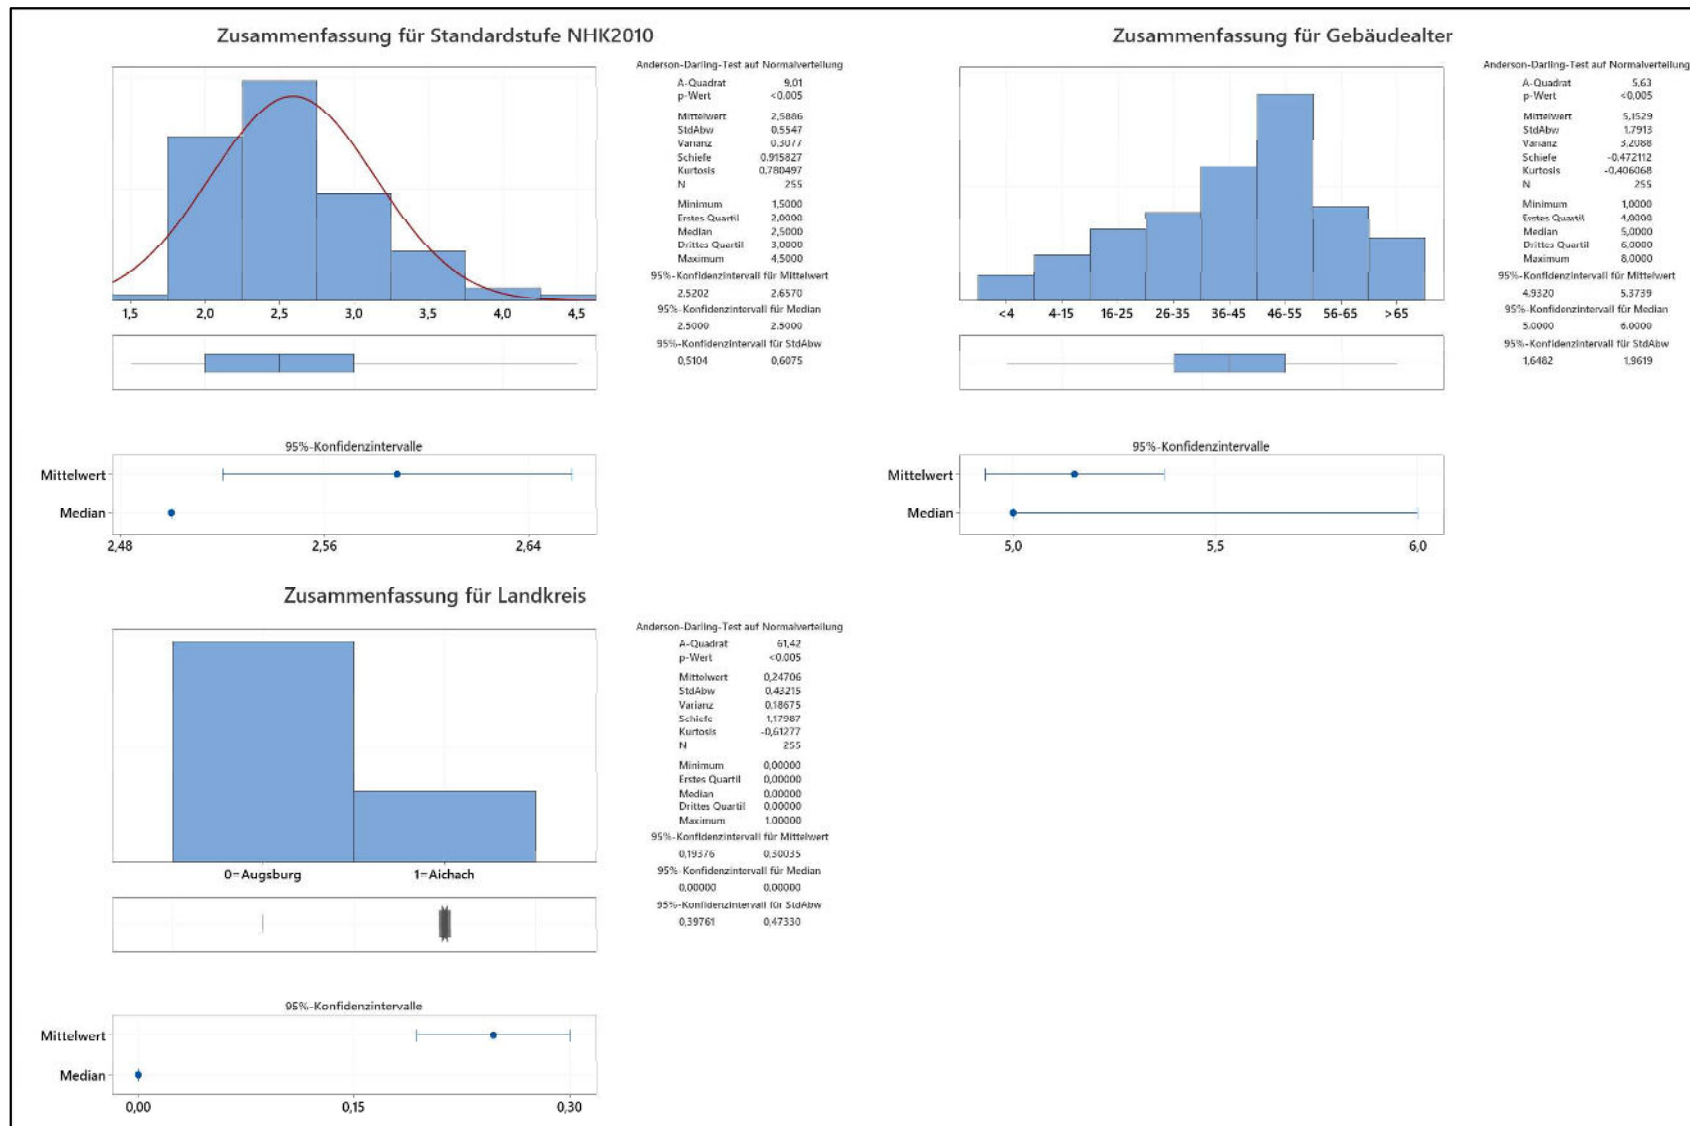 Zusammenfassung für Standardstufe NHK2010
Anderson-Darling-Test auf Normalverteilung
A-Quadrat 9,01
p-Wert <0,005
Mittelwert 2,5886
StdAbw 0,5547
Varianz 0,3077
Schiefe 0,915827
Kurtosis 0,780497
N 255
Minimum 1,5000
Erstes Quartil 2,0000
Median 2,5000
Drittes Quartil 3,0000
Maximum 4,5000
95%-Konfidenzintervall für Mittelwert
2,5202 2,6570
95%-Konfidenzintervall für Median
2,5000 2,5000
95%-Konfidenzintervall für StdAbw
0,5104 0,6075
1,5 2,0 2,5 3,0 3,5 4,0 4,5
95%-Konfidenzintervalle
Mittelwert
Median
2,48 2,56 2,64
Zusammenfassung für Gebäudealter
Anderson-Darling-Test auf Normalverteilung
A-Quadrat 5,63
p-Wert <0,005
Mittelwert 5,1529
StdAbw 1,7913
Varianz 3,2088
Schiefe -0,472112
Kurtosis -0,406068
N 255
Minimum 1,0000
Erstes Quartil 4,0000
Median 5,0000
Drittes Quartil 6,0000
Maximum 8,0000
95%-Konfidenzintervall für Mittelwert
4,9320 5,3739
95%-Konfidenzintervall für Median
5,0000 6,0000
95%-Konfidenzintervall für StdAbw
1,6482 1,9619
<4 4-15 16-25 26-35 36-45 46-55 56-65 >65
95%-Konfidenzintervalle
Mittelwert
Median
5,0 5,5 6,0
Zusammenfassung für Landkreis
Anderson-Darling-Test auf Normalverteilung
A-Quadrat 61,42
p-Wert <0,005
Mittelwert 0,24706
StdAbw 0,43215
Varianz 0,18675
Schiefe 1,17987
Kurtosis -0,61277
N 255
Minimum 0,00000
Erstes Quartil 0,00000
Median 0,00000
Drittes Quartil 0,00000
Maximum 1,00000
95%-Konfidenzintervall für Mittelwert
0,19376 0,30035
95%-Konfidenzintervall für Median
0,00000 0,00000
95%-Konfidenzintervall für StdAbw
0,39761 0,47330
0=Augsburg 1=Aichach
95%-Konfidenzintervalle
Mittelwert
Median
0,00 0,15 0,30